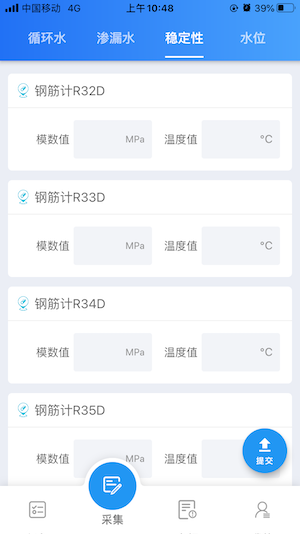 中国移动 4G 上午10:48 39%
循环水 渗漏水 稳定性 水位
钢筋计R32D
模数值 MPa 温度值 °C
钢筋计R33D
模数值 MPa 温度值 °C
钢筋计R34D
模数值 MPa 温度值 °C
钢筋计R35D
模数值 MPa 温度值
提交
采集